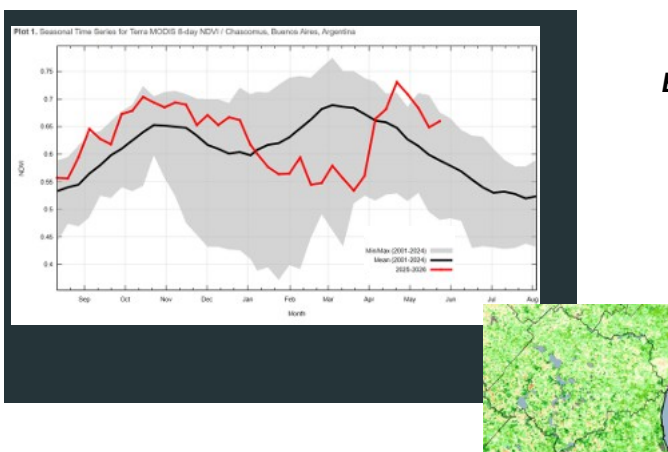 Plot 1. Seasonal Time Series for Terra MODIS 8-day NDVI / Chascomus, Buenos Aires, Argentina
0.75
0.7
0.65
0.6
0.55
0.5
0.45
0.4
NDVI
Min/Max (2001-2024)
Mean (2001-2024)
2025-2026
Sep Oct Nov Dec Jan Feb Mar Apr May Jun Jul Aug
Month